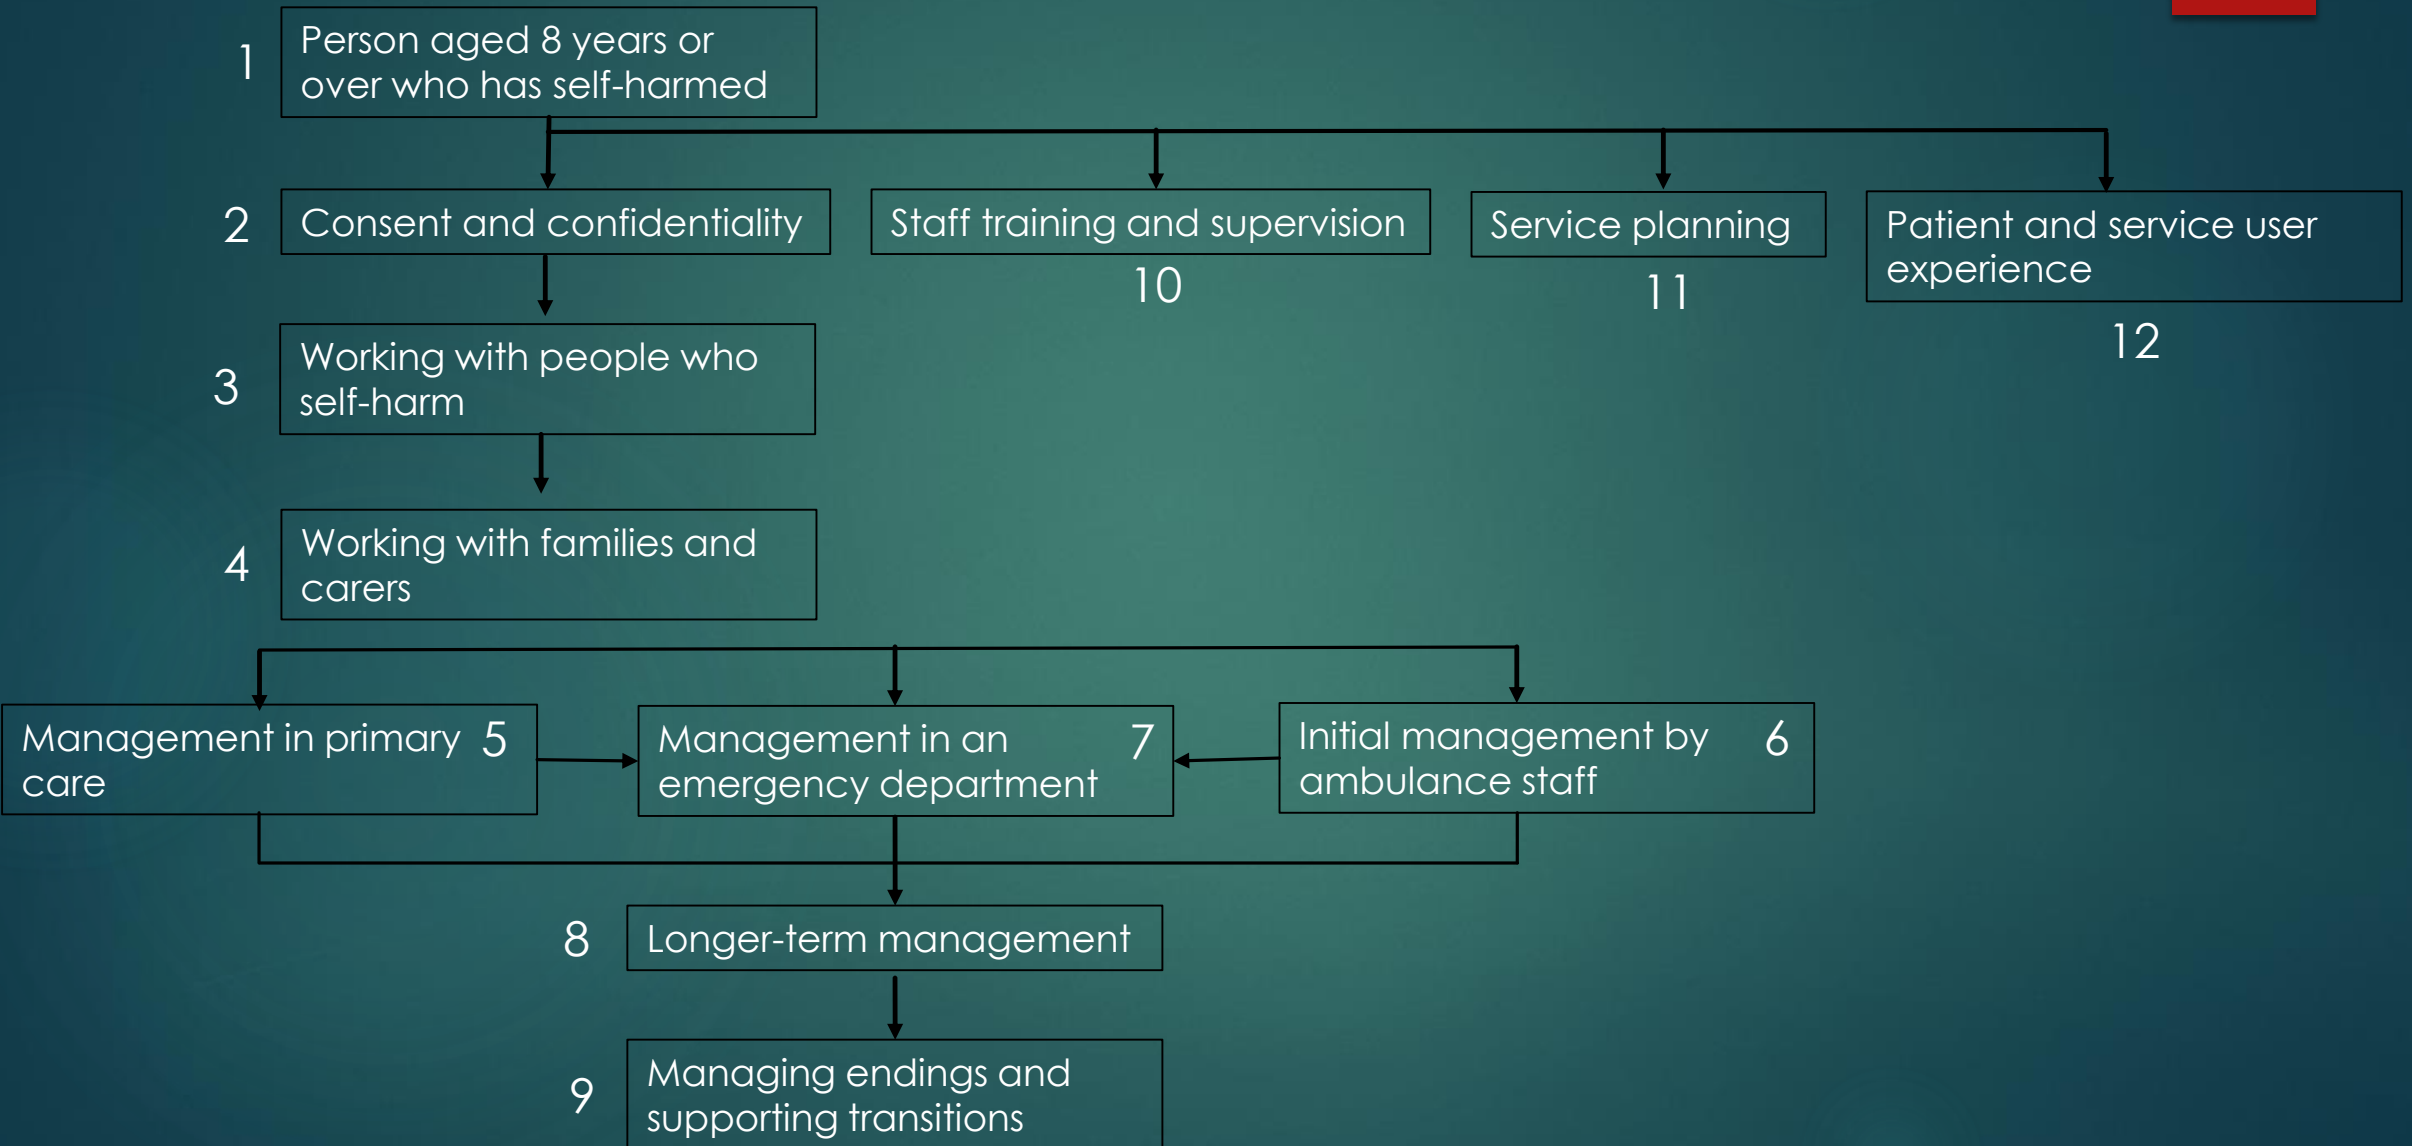 1
Person aged 8 years or
over who has self-harmed
2
Consent and confidentiality
Staff training and supervision
10
Service planning
11
Patient and service user
experience
12
3
Working with people who
self-harm
4
Working with families and
carers
Management in primary 5
care
Management in an 7
emergency department
Initial management by 6
ambulance staff
8
Longer-term management
9
Managing endings and
supporting transitions